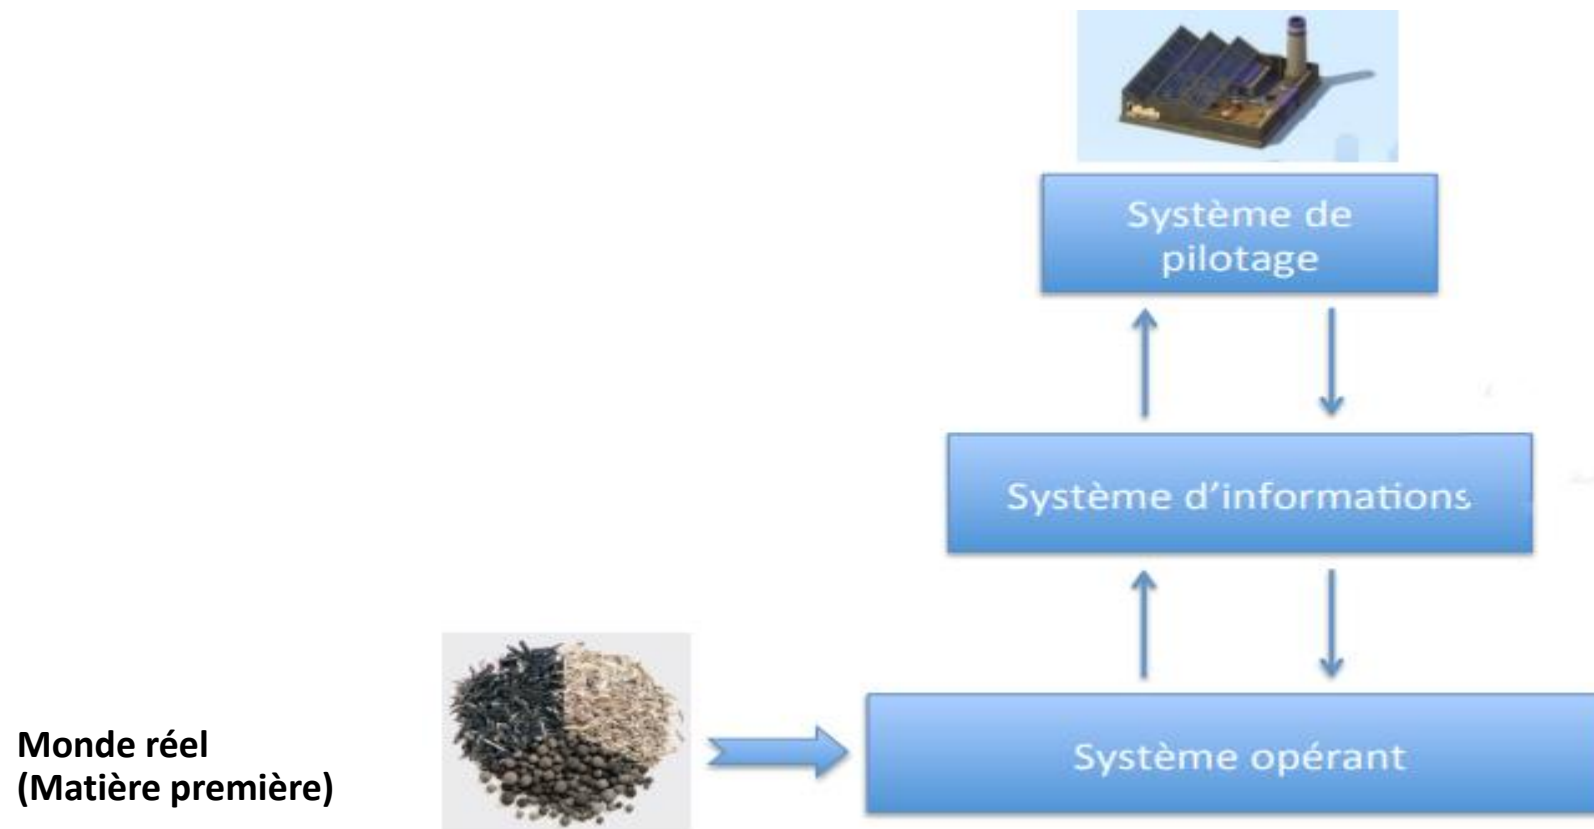 Système de
pilotage
Système d’informations
Monde réel
(Matière première)
Système opérant